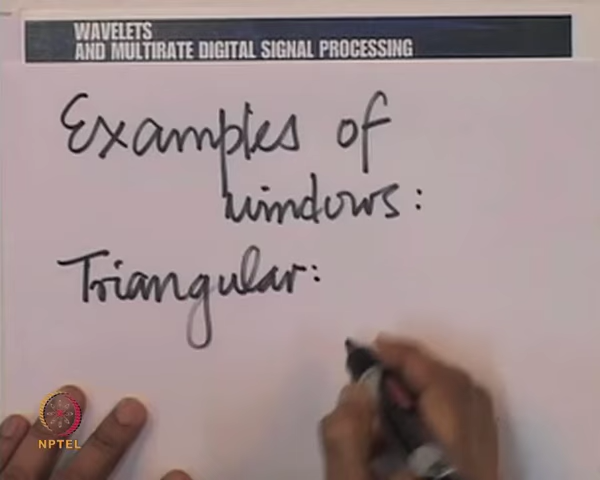 WAVELETS
AND MULTIRATE DIGITAL SIGNAL PROCESSING
Examples of
windows:
Triangular:
NPTEL